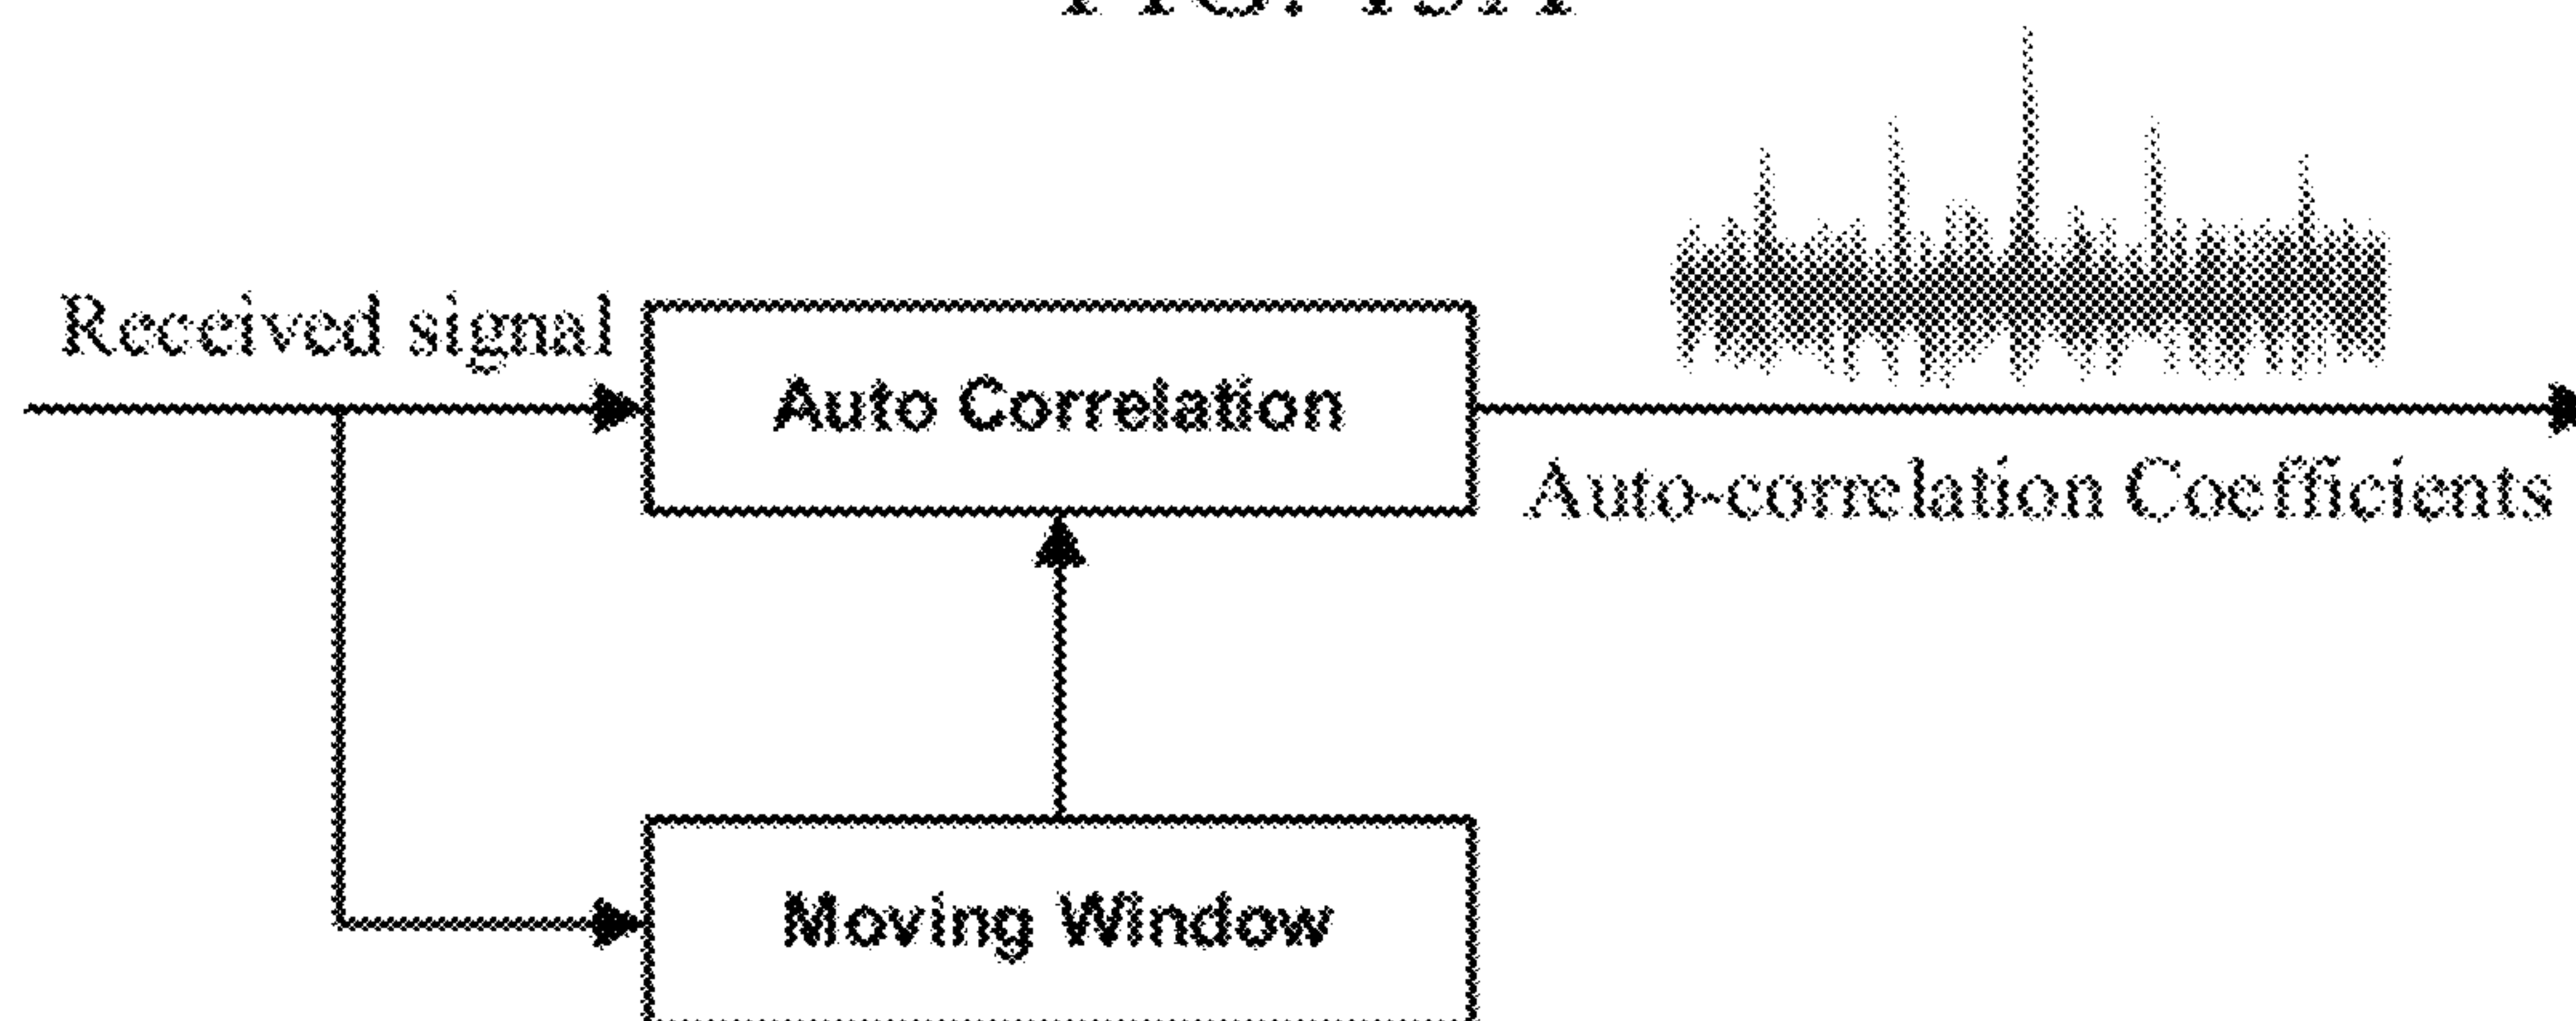 Received signal
Auto Correlation
Auto-correlation Coefficients
Moving Window